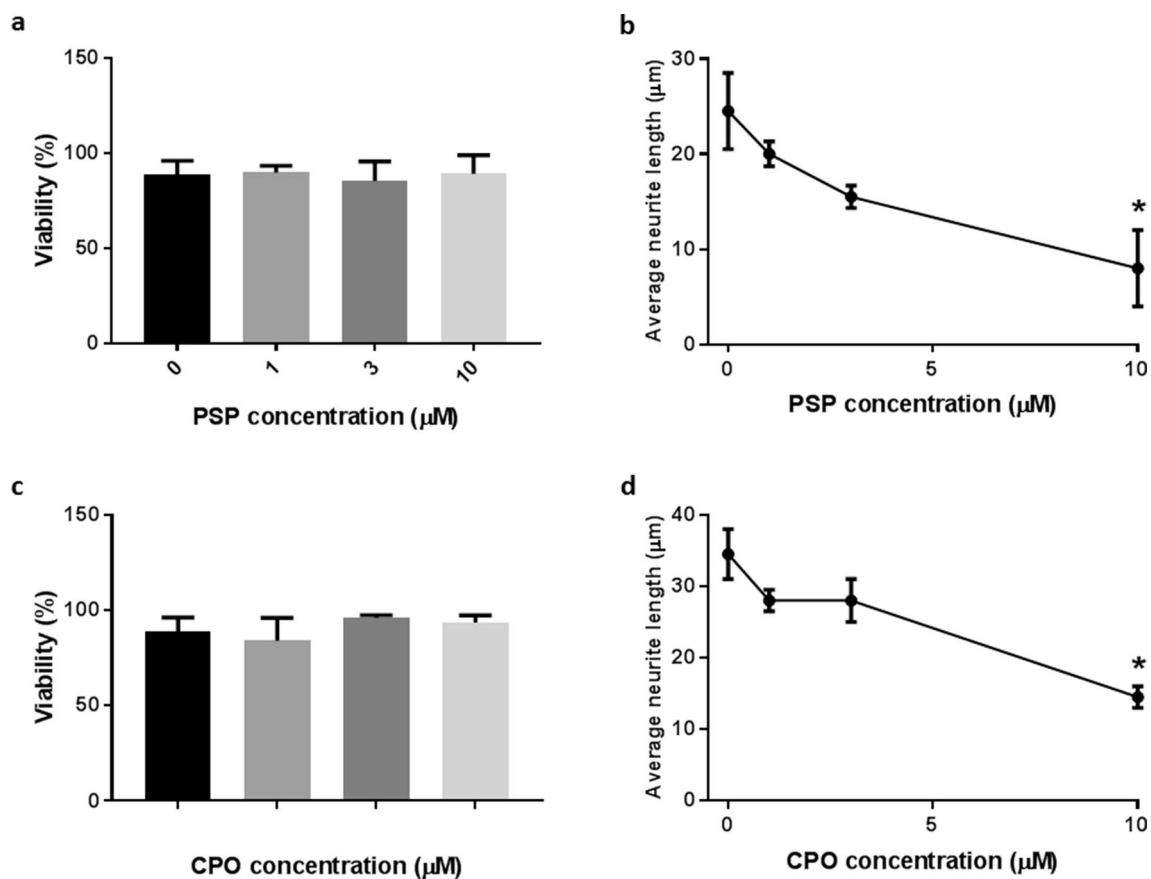 a
150
100
50
0
Viability (%)
0
1
3
10
PSP concentration (μM)
b
30
20
10
0
Average neurite length (μm)
*
0
5
10
PSP concentration (μM)
c
150
100
50
0
Viability (%)
CPO concentration (μM)
d
40
30
20
10
0
Average neurite length (μm)
*
0
5
10
CPO concentration (μM)